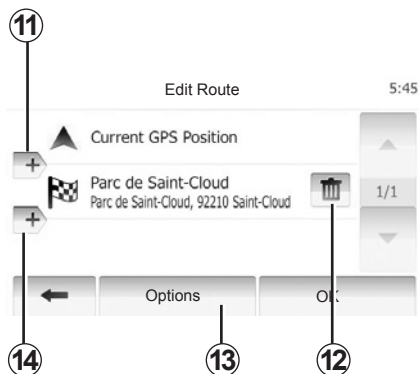 11
Edit Route 5:45
Current GPS Position
+
Parc de Saint-Cloud
Parc de Saint-Cloud, 92210 Saint-Cloud
1/1
+
Options OK
14 13 12